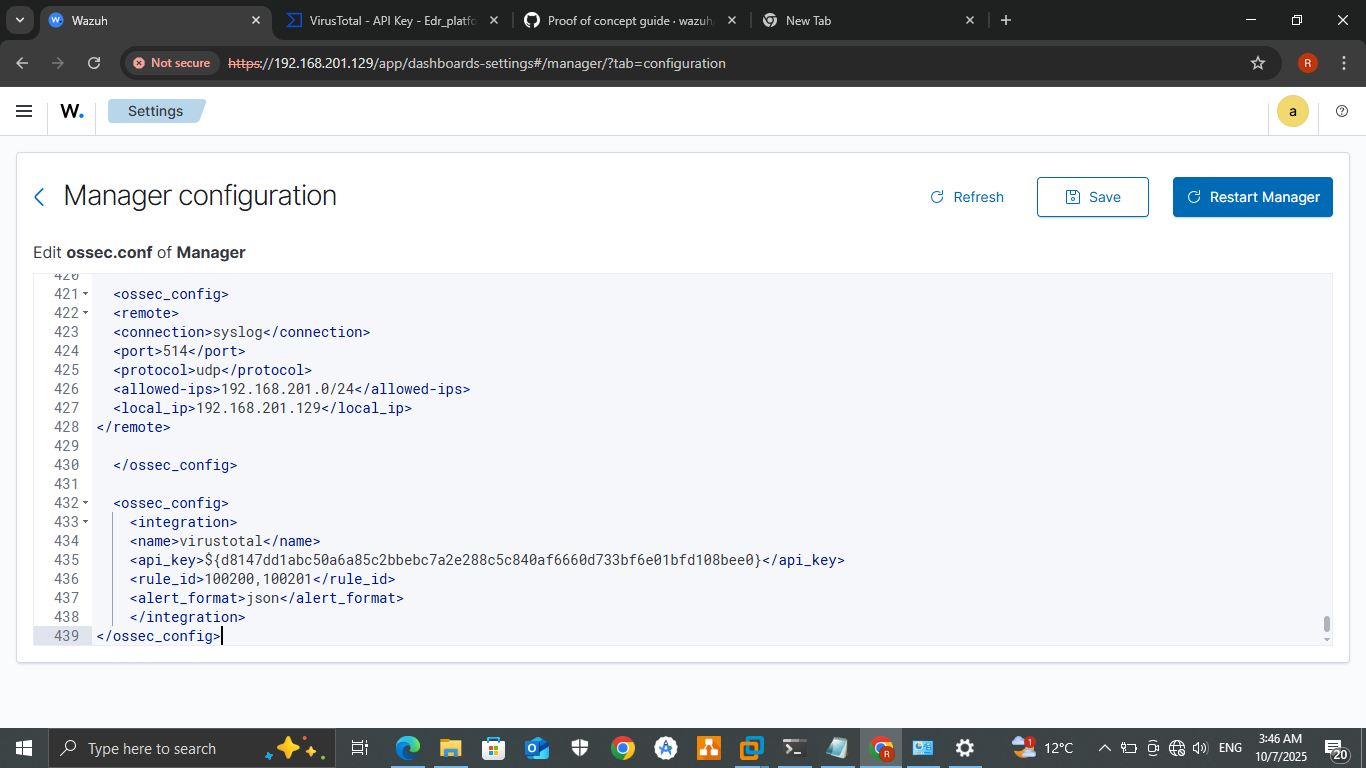 Wazuh
VirusTotal - API Key - Edr_platfo
Proof of concept guide · wazuh
New Tab
Not secure
https://192.168.201.129/app/dashboards-settings#/manager/?tab=configuration
R
W.
Settings
a
Manager configuration
Refresh
Save
Restart Manager
Edit ossec.conf of Manager
420
421 <ossec_config>
422 <remote>
423 <connection>syslog</connection>
424 <port>514</port>
425 <protocol>udp</protocol>
426 <allowed-ips>192.168.201.0/24</allowed-ips>
427 <local_ip>192.168.201.129</local_ip>
428 </remote>
429
430 </ossec_config>
431
432 <ossec_config>
433 <integration>
434 <name>virustotal</name>
435 <api_key>${d8147dd1abc50a6a85c2bbebc7a2e288c5c840af6660d733bf6e01bfd108bee0}</api_key>
436 <rule_id>100200,100201</rule_id>
437 <alert_format>json</alert_format>
438 </integration>
439 </ossec_config>
Type here to search
1
12°C
ENG
3:46 AM
10/7/2025
20